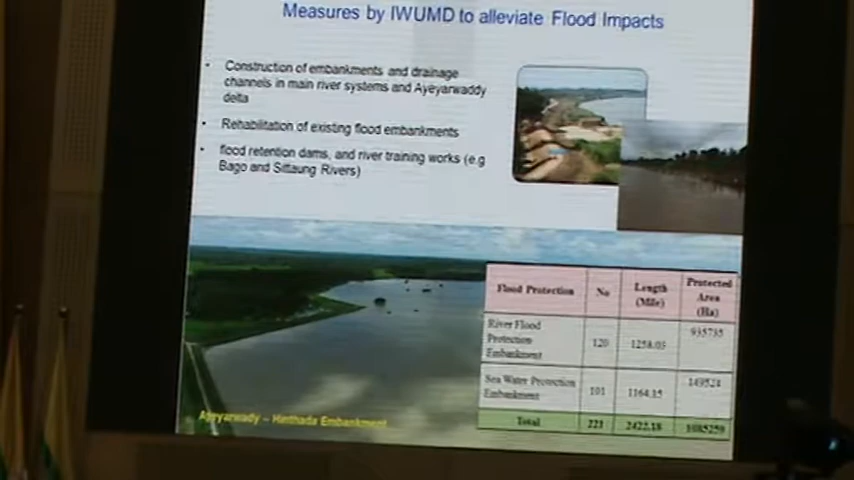 Measures by IWUMD to alleviate Flood Impacts
• Construction of embankments and drainage
channels in main river systems and Ayeyarwaddy
delta
• Rehabilitation of existing flood embankments
• flood retention dams, and river training works (e.g
Bago and Sittaung Rivers)
Flood Protection No Length (Mile) Protected Area (Ha)
River Flood Protection Embankment 120 1258.03 935735
Sea Water Protection Embankment 101 1164.15 149524
Total 221 2422.18 1085259
Ayeyarwady – Hinthada Embankment